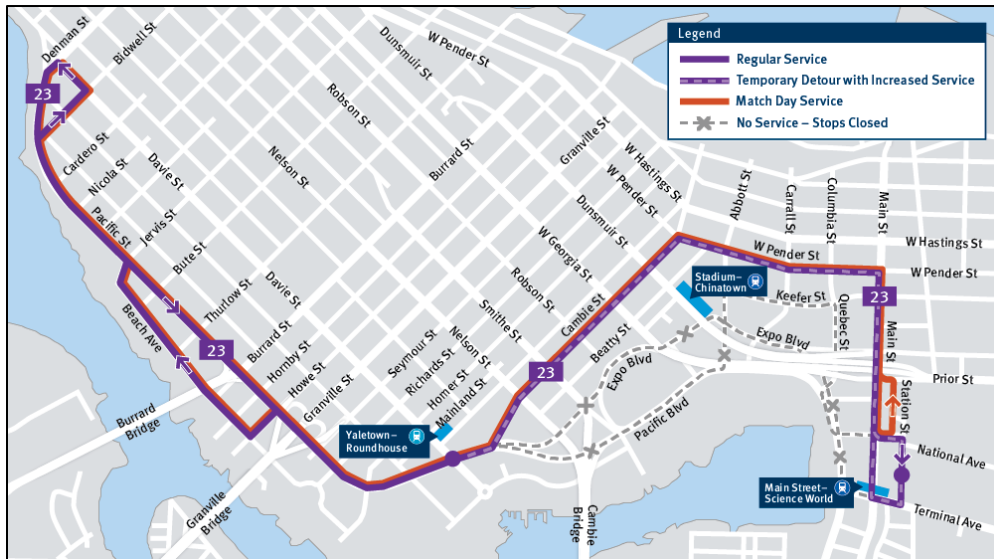 Legend
Regular Service
Temporary Detour with Increased Service
Match Day Service
No Service – Stops Closed
Denman St
Bidwell St
23
Cardero St
Nicola St
Davie St
Pacific St
Jervis St
Bute St
Beach Ave
Thurlow St
23
Davie St
Burrard St
Hornby St
Howe St
Granville St
Burrard
Bridge
Granville
Bridge
Dunsmuir St
W Pender St
Robson St
Nelson St
Burrard St
Granville St
W Hastings St
W Pender St
Dunsmuir St
W Georgia St
Robson St
Smithe St
Nelson St
Seymour St
Richards St
Homer St
Mainland St
Yaletown–
Roundhouse
23
Cambie St
Beatty St
Expo Blvd
Pacific Blvd
Cambie
Bridge
Stadium–
Chinatown
Abbott St
Carrall St
Columbia St
Main St
W Hastings St
W Pender St
W Pender St
Keefer St
Quebec St
23
Expo Blvd
Main St
Prior St
Station St
National Ave
Main Street–
Science World
Terminal Ave